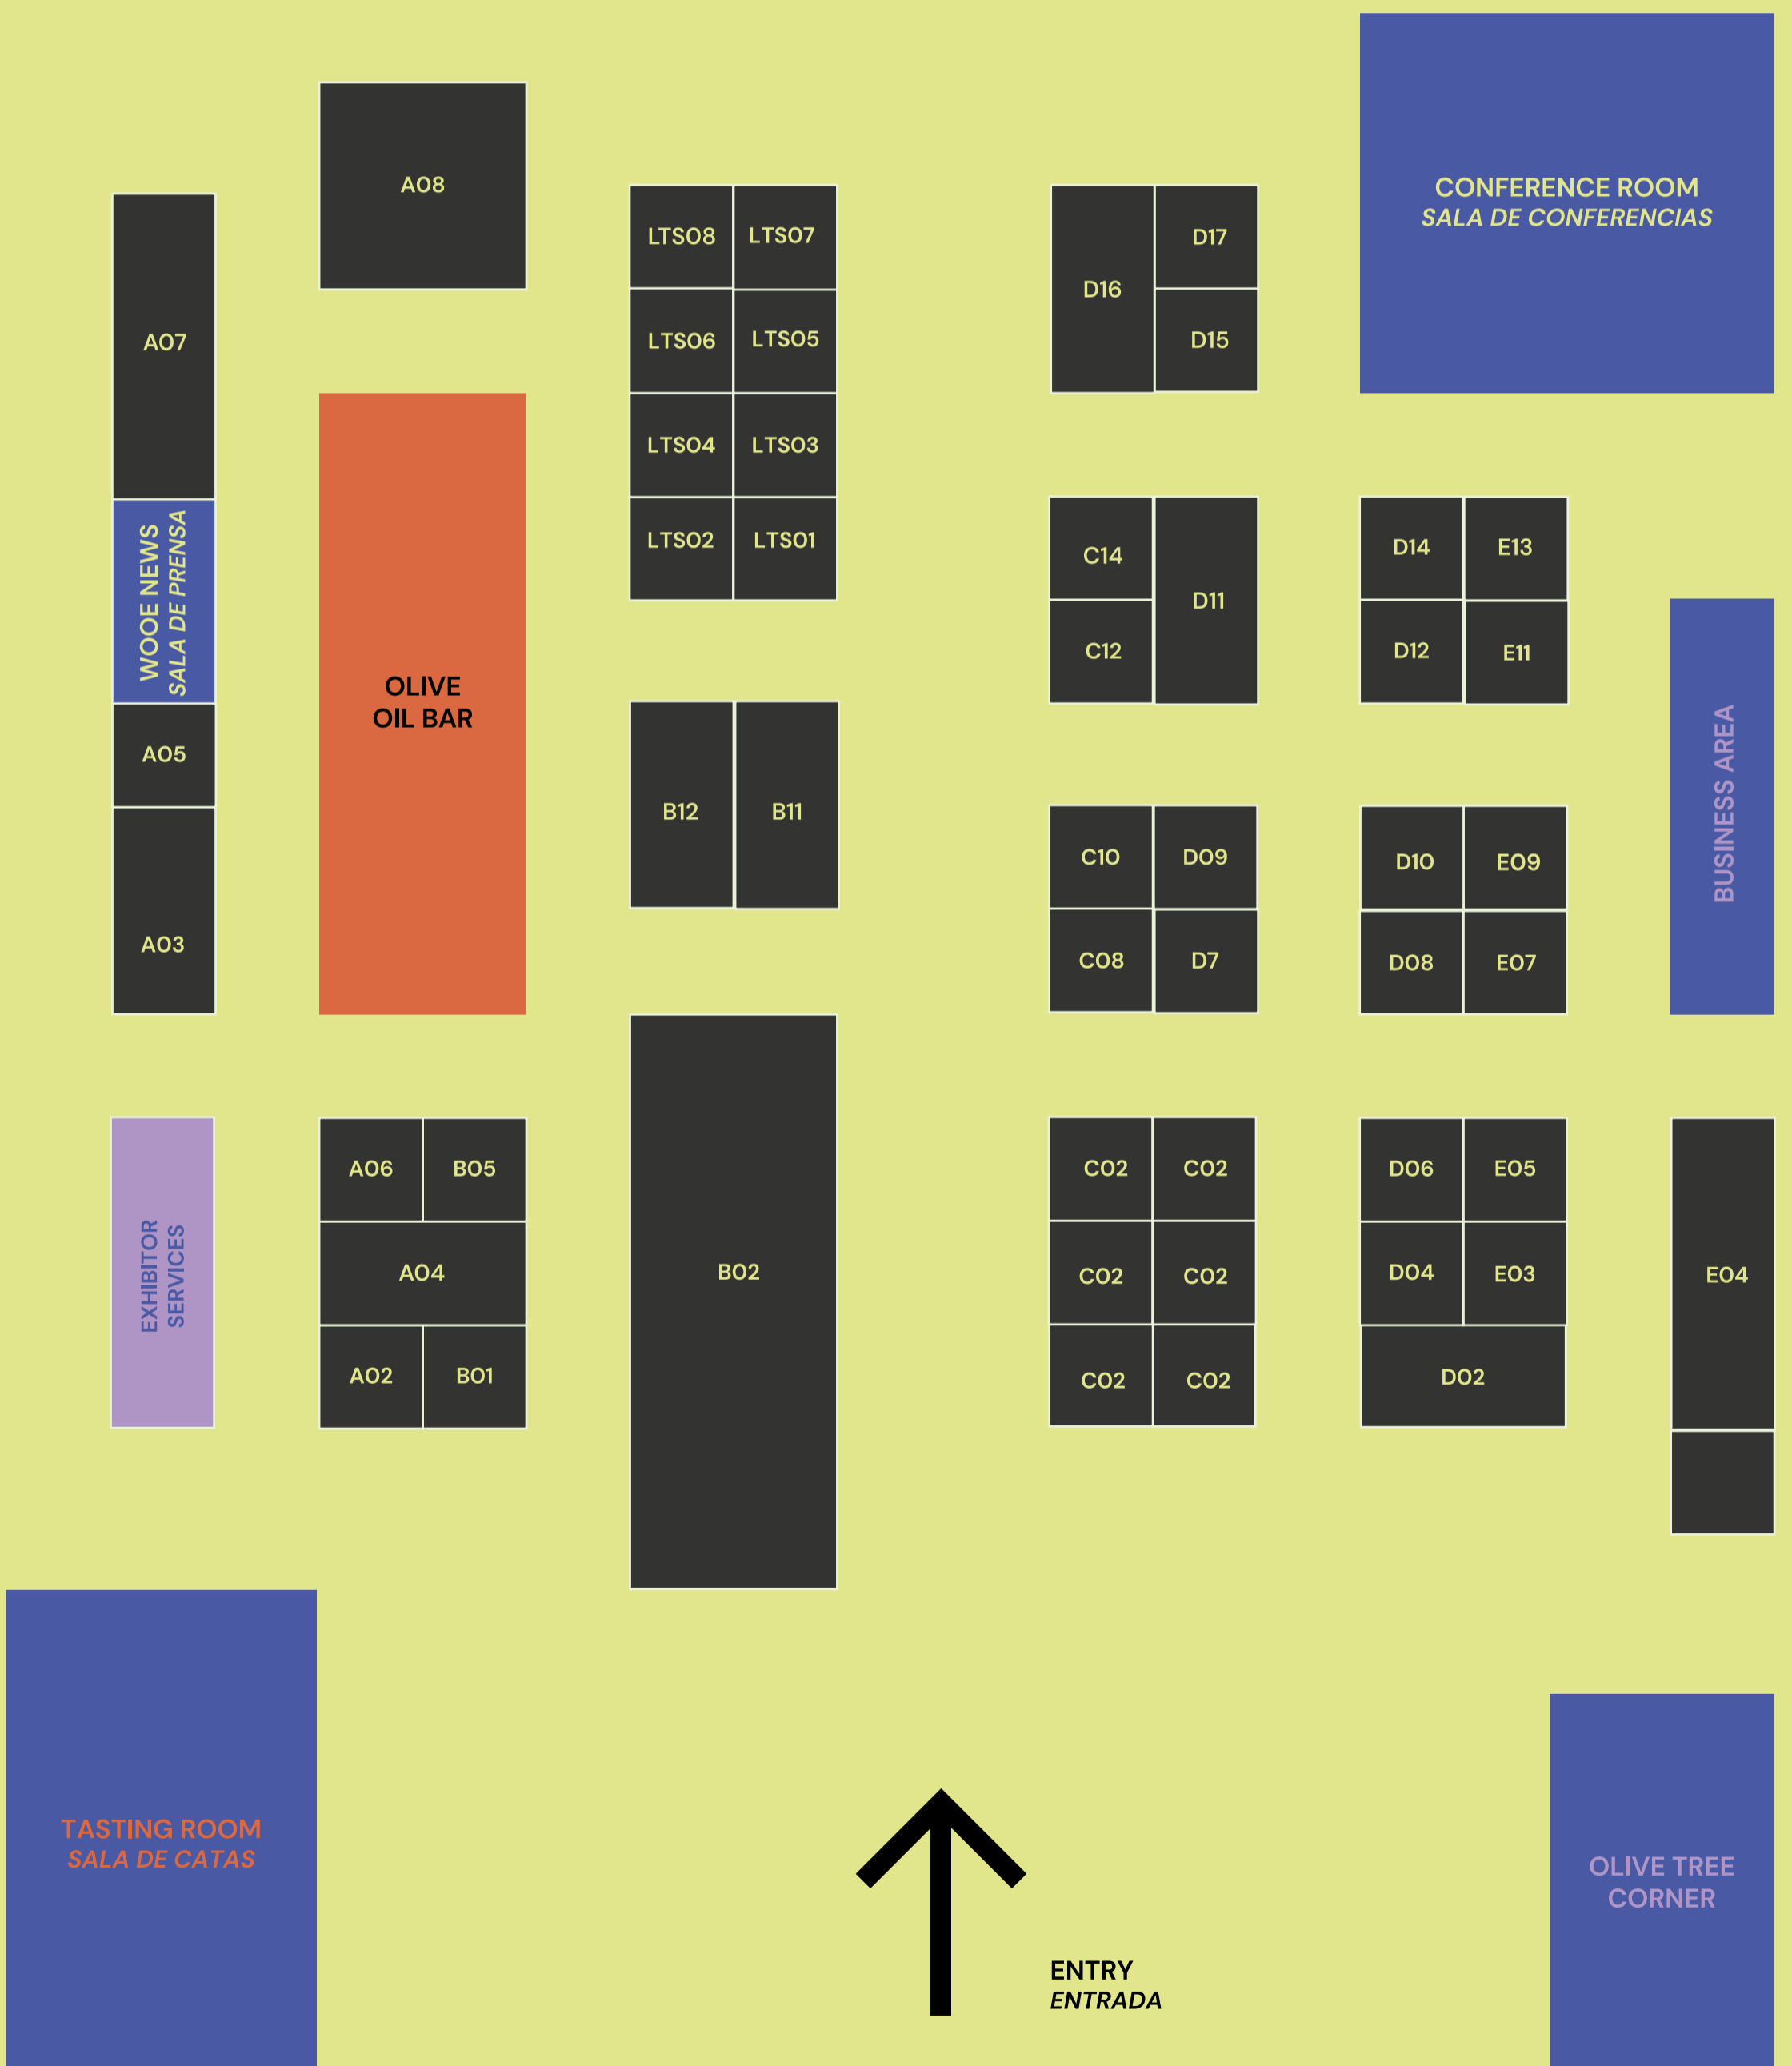 CONFERENCE ROOM
SALA DE CONFERENCIAS
A08
A07
WOOE NEWS
SALA DE PRENSA
A05
A03
OLIVE
OIL BAR
LTS08
LTS07
LTS06
LTS05
LTS04
LTS03
LTS02
LTS01
B12
B11
D16
D17
D15
C14
D11
C12
D14
E13
D12
E11
BUSINESS AREA
C10
D09
C08
D7
D10
E09
D08
E07
EXHIBITOR
SERVICES
A06
B05
A04
A02
B01
B02
C02
C02
C02
C02
C02
C02
D06
E05
D04
E03
D02
E04
TASTING ROOM
SALA DE CATAS
ENTRY
ENTRADA
OLIVE TREE
CORNER